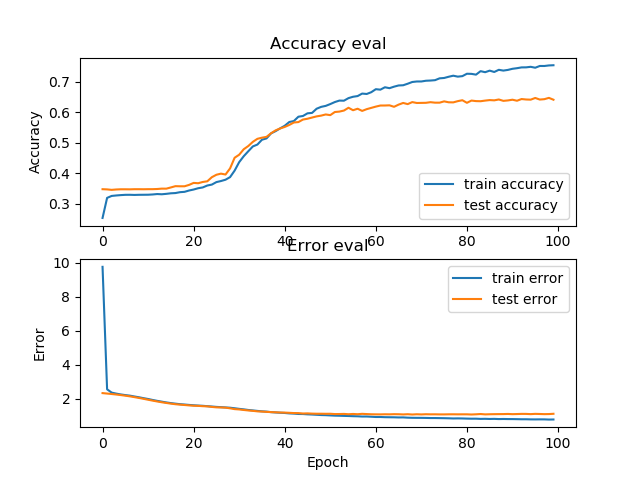 Accuracy eval
Accuracy
0.7
0.6
0.5
0.4
0.3
train accuracy
test accuracy
0 20 40 60 80 100
Error eval
Error
10
8
6
4
2
train error
test error
0 20 40 60 80 100
Epoch